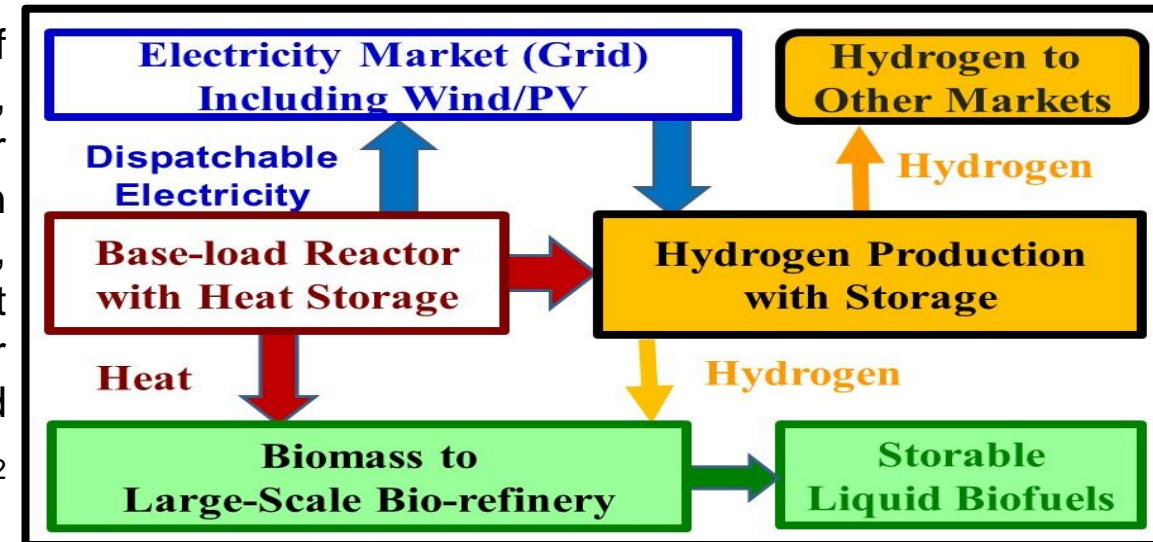 f
,
r
n
,
t
r
d
2
Electricity Market (Grid)
Including Wind/PV
Hydrogen to
Other Markets
Dispatchable
Electricity
Hydrogen
Base-load Reactor
with Heat Storage
Hydrogen Production
with Storage
Heat
Hydrogen
Biomass to
Large-Scale Bio-refinery
Storable
Liquid Biofuels